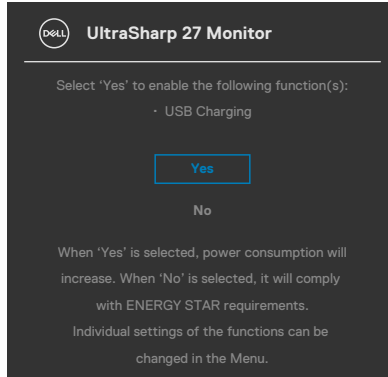 DELL UltraSharp 27 Monitor
Select ‘Yes’ to enable the following function(s):
· USB Charging
Yes
No
When ‘Yes’ is selected, power consumption will
increase. When ‘No’ is selected, it will comply
with ENERGY STAR requirements.
Individual settings of the functions can be
changed in the Menu.